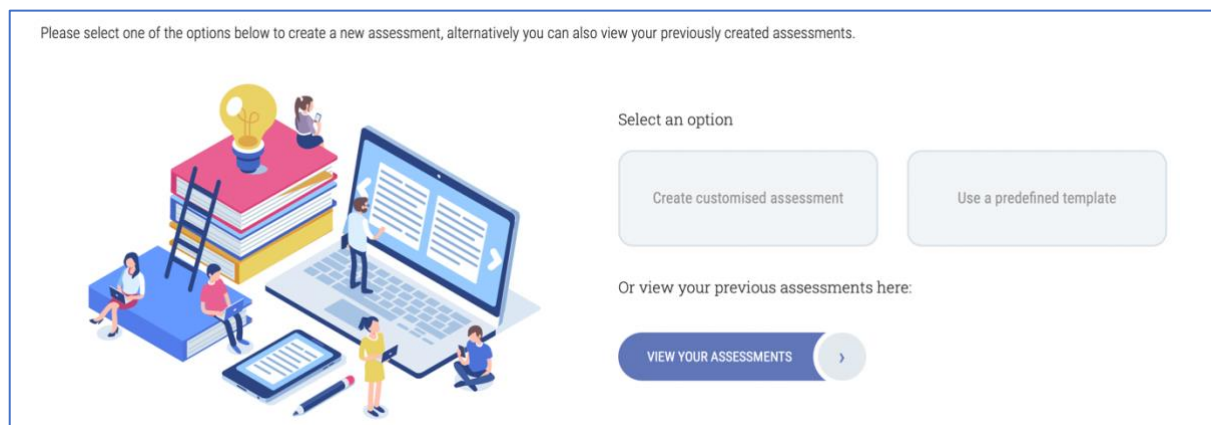 Please select one of the options below to create a new assessment, alternatively you can also view your previously created assessments.
Select an option
Create customised assessment
Use a predefined template
Or view your previous assessments here:
VIEW YOUR ASSESSMENTS